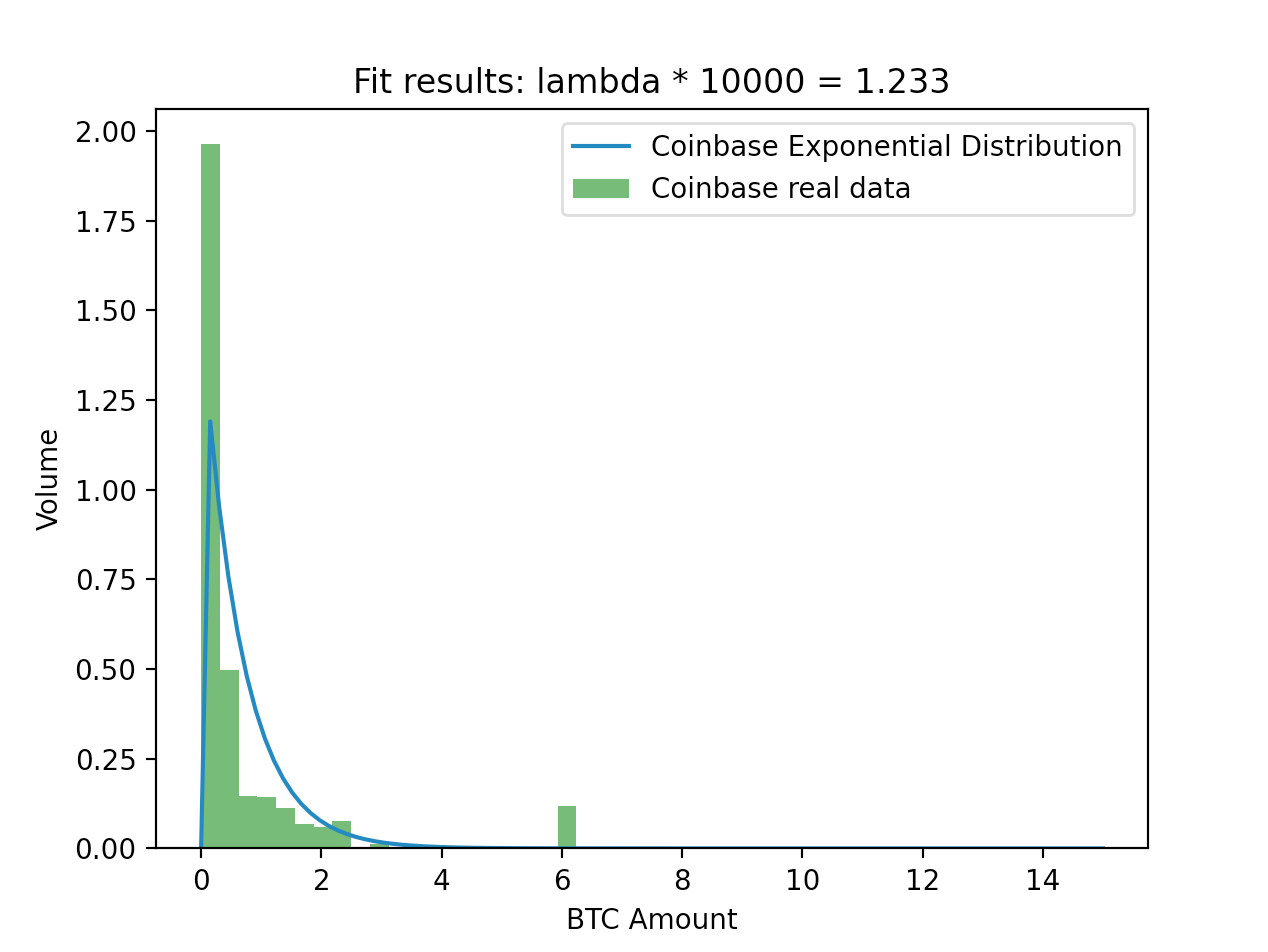 Fit results: lambda * 10000 = 1.233
Coinbase Exponential Distribution
Coinbase real data
2.00
1.75
1.50
1.25
1.00
0.75
0.50
0.25
0.00
Volume
0 2 4 6 8 10 12 14
BTC Amount